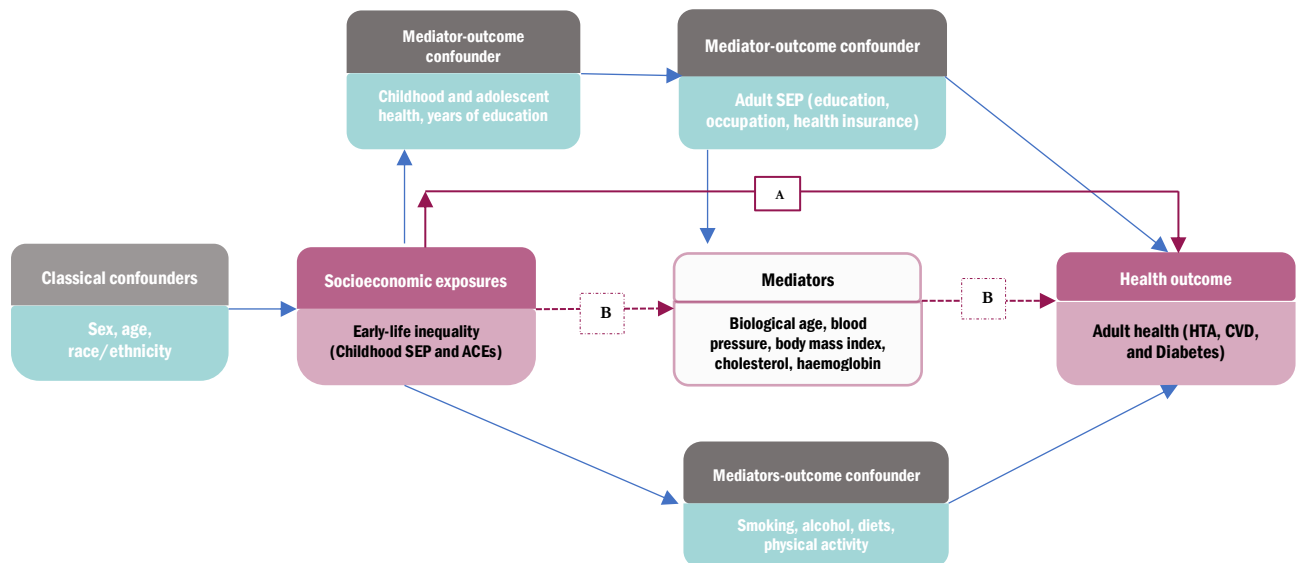 Mediator-outcome
confounder
Childhood and adolescent
health, years of education
Mediator-outcome confounder
Adult SEP (education,
occupation, health insurance)
A
Classical confounders
Sex, age,
race/ethnicity
Socioeconomic exposures
Early-life inequality
(Childhood SEP and ACEs)
B
Mediators
Biological age, blood
pressure, body mass index,
cholesterol, haemoglobin
B
Health outcome
Adult health (HTA, CVD,
and Diabetes)
Mediators-outcome confounder
Smoking, alcohol, diets,
physical activity